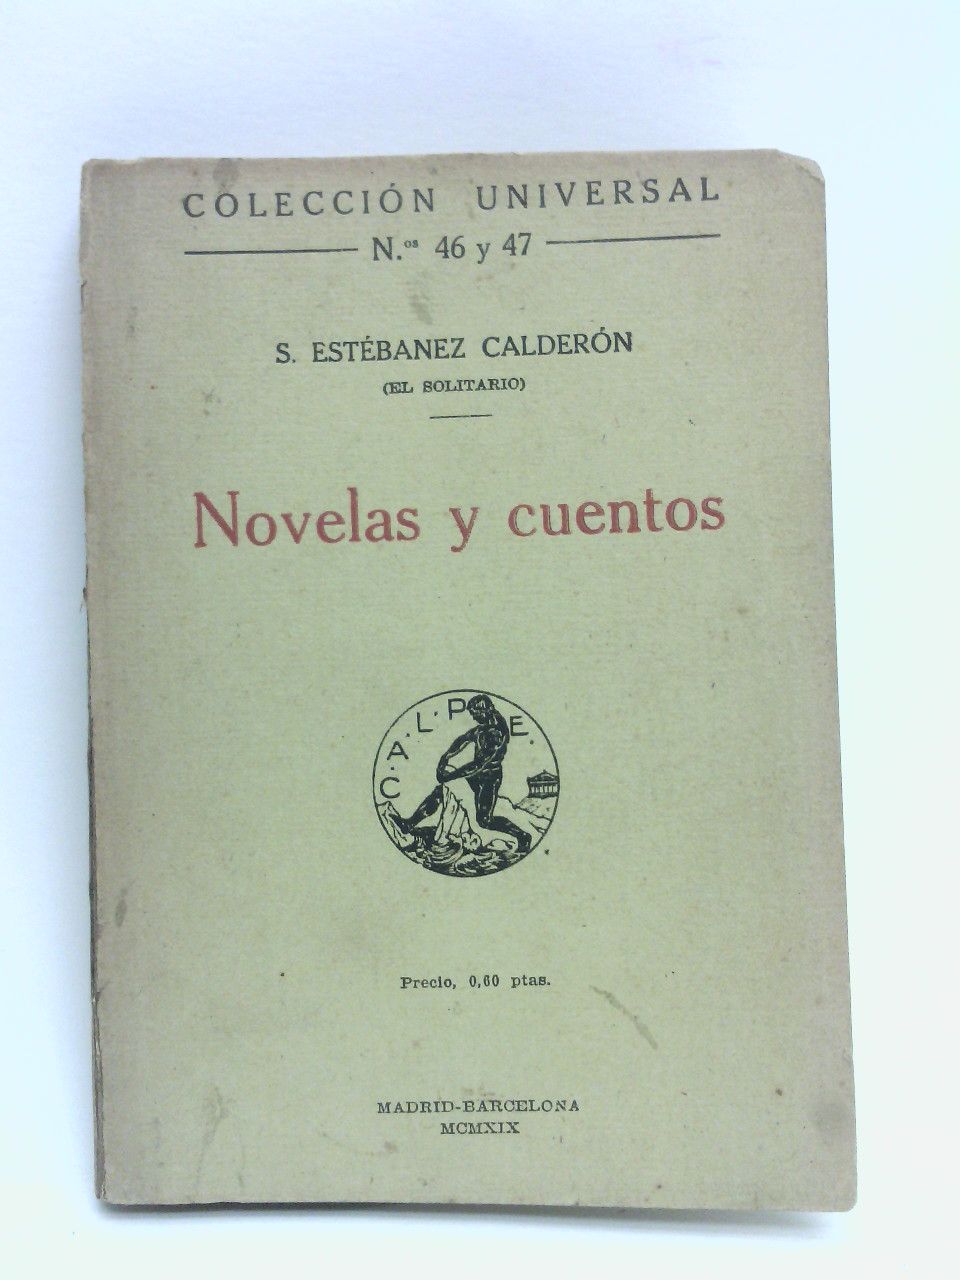 COLECCIÓN UNIVERSAL
N.os 46 y 47
S. ESTÉBANEZ CALDERÓN
(EL SOLITARIO)
Novelas y cuentos
C.A.L.P.E.
Precio, 0,60 ptas.
MADRID-BARCELONA
MCMXIX